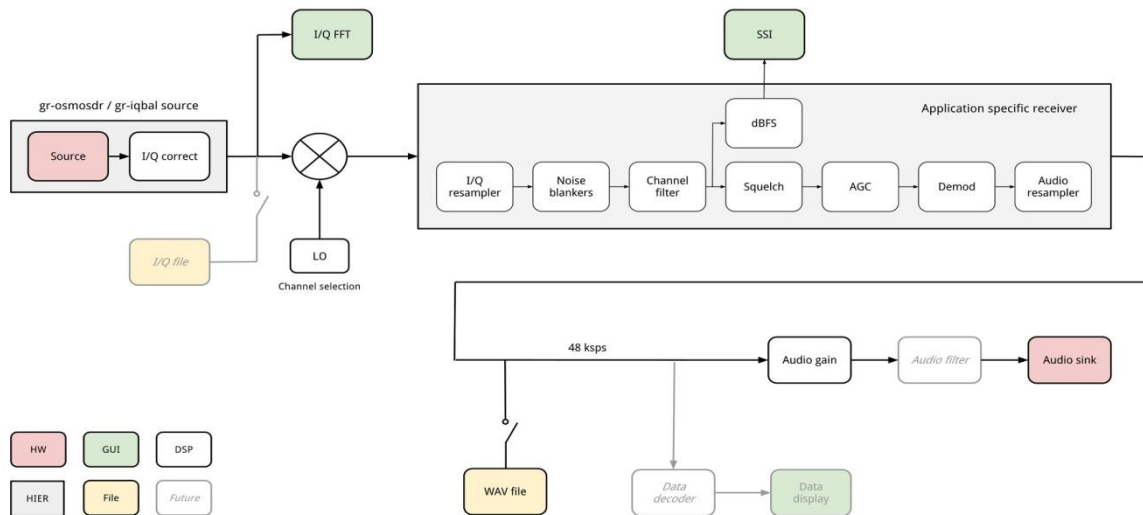 I/Q FFT
SSI
gr-osmosdr / gr-iqbal source
Application specific receiver
Source
I/Q correct
dBFS
I/Q
resampler
Noise
blankers
Channel
filter
Squelch
AGC
Demod
Audio
resampler
I/Q file
LO
Channel selection
48 ksps
Audio gain
Audio filter
Audio sink
HW
GUI
DSP
WAV file
Data
decoder
Data
display
HIER
File
Future